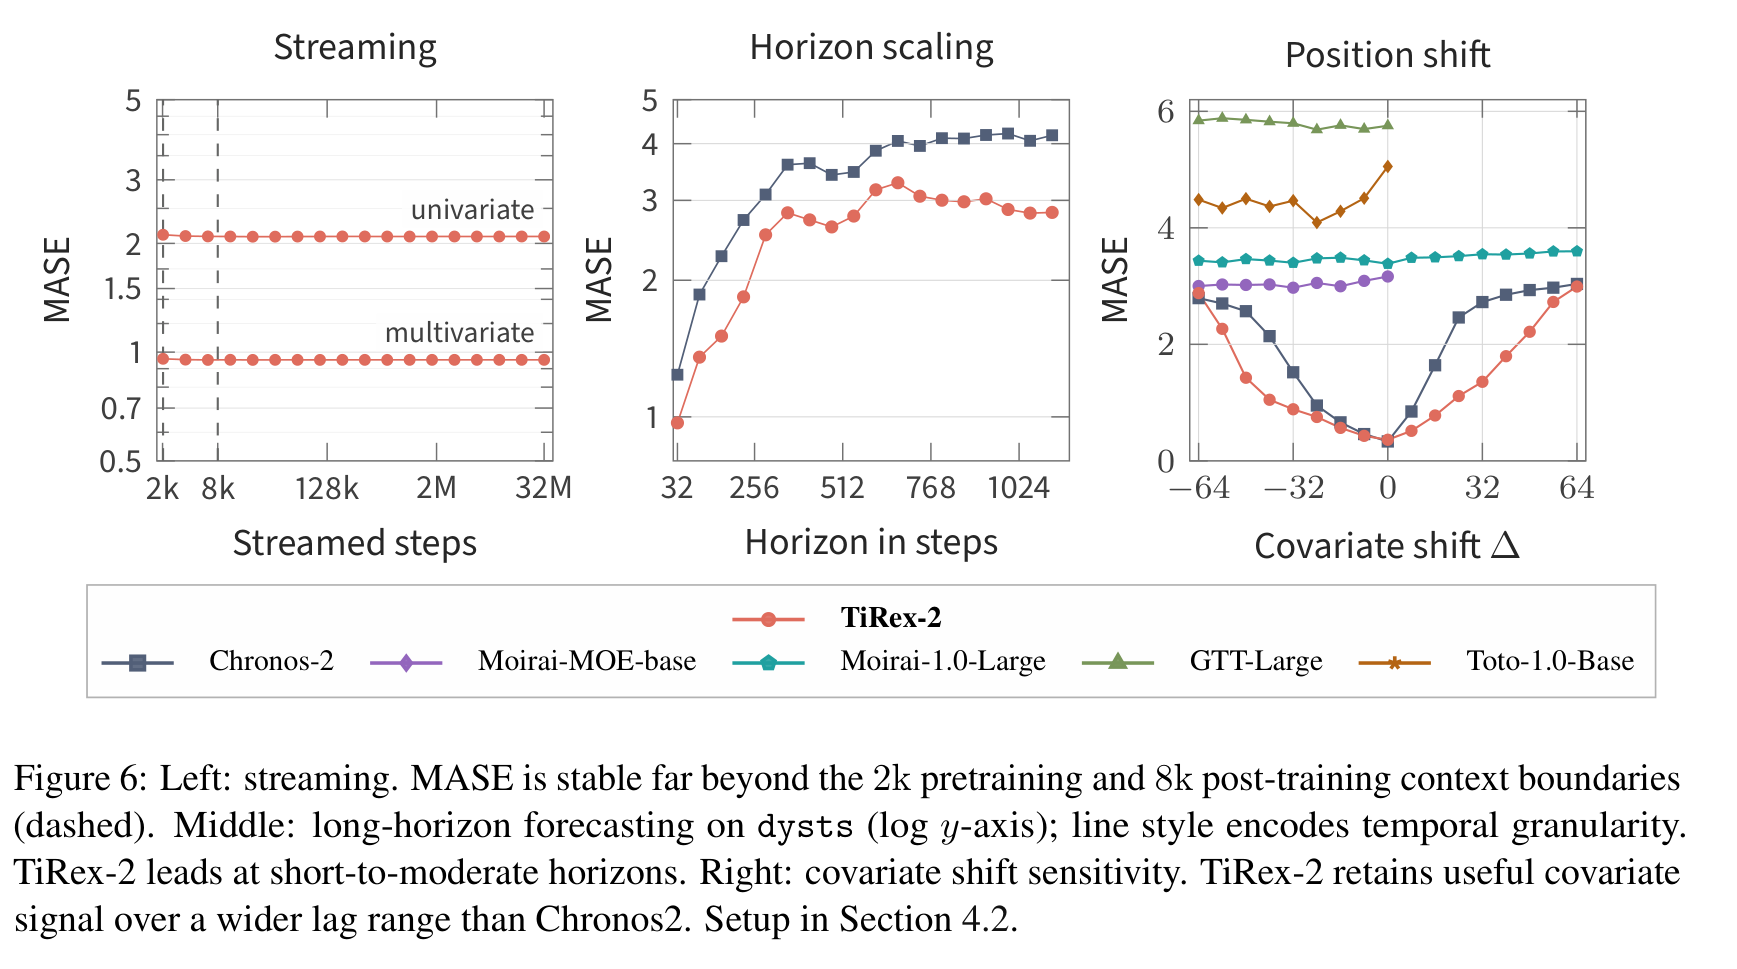 Streaming
Horizon scaling
Position shift
5
3
2
1.5
1
0.7
0.5
MASE
univariate
multivariate
2k 8k 128k 2M 32M
Streamed steps
5
4
3
2
1
MASE
32 256 512 768 1024
Horizon in steps
6
4
2
0
MASE
−64 −32 0 32 64
Covariate shift Δ
TiRex-2
Chronos-2 Moirai-MOE-base Moirai-1.0-Large GTT-Large Toto-1.0-Base
Figure 6: Left: streaming. MASE is stable far beyond the 2k pretraining and 8k post-training context boundaries
(dashed). Middle: long-horizon forecasting on dysts (log y-axis); line style encodes temporal granularity.
TiRex-2 leads at short-to-moderate horizons. Right: covariate shift sensitivity. TiRex-2 retains useful covariate
signal over a wider lag range than Chronos2. Setup in Section 4.2.